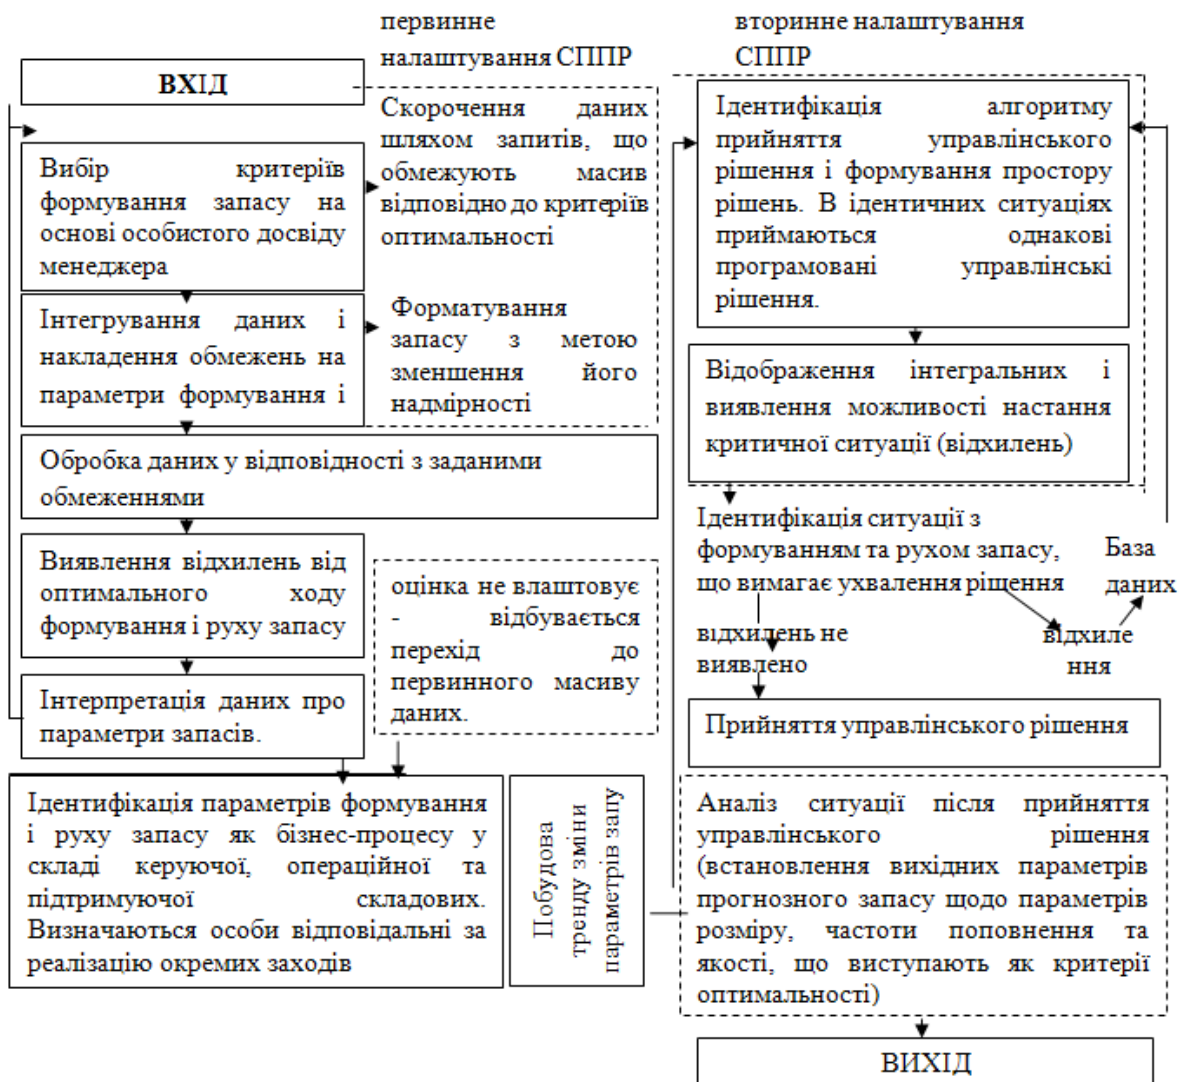 первинне
налаштування СППР
ВХІД
Скорочення даних
шляхом запитів, що
обмежують масив
відповідно до критеріїв
оптимальності
Вибір критеріїв
формування запасу на
основі особистого досвіду
менеджера
Інтегрування даних і
накладення обмежень на
параметри формування і
Форматування
запасу з метою
зменшення його
надмірності
Обробка даних у відповідності з заданими
обмеженнями
Виявлення відхилень від
оптимального ходу
формування і руху запасу
оцінка не влаштовує
- відбувається
перехід до
первинного масиву
даних.
Інтерпретація даних про
параметри запасів.
Ідентифікація параметрів формування
і руху запасу як бізнес-процесу у
складі керуючої, операційної та
підтримуючої складових.
Визначаються особи відповідальні за
реалізацію окремих заходів
Побудова
тренду зміни
параметрів запу
вторинне налаштування
СППР
Ідентифікація алгоритму
прийняття управлінського
рішення і формування простору
рішень. В ідентичних ситуаціях
приймаються однакові
програмовані управлінські
рішення.
Відображення інтегральних і
виявлення можливості настання
критичної ситуації (відхилень)
Ідентифікація ситуації з
формуванням та рухом запасу,
що вимагає ухвалення рішення
База
даних
відхилень не
виявлено
відхиле
ння
Прийняття управлінського рішення
Аналіз ситуації після прийняття
управлінського рішення
(встановлення вихідних параметрів
прогнозного запасу щодо параметрів
розміру, частоти поповнення та
якості, що виступають як критерії
оптимальності)
ВИХІД